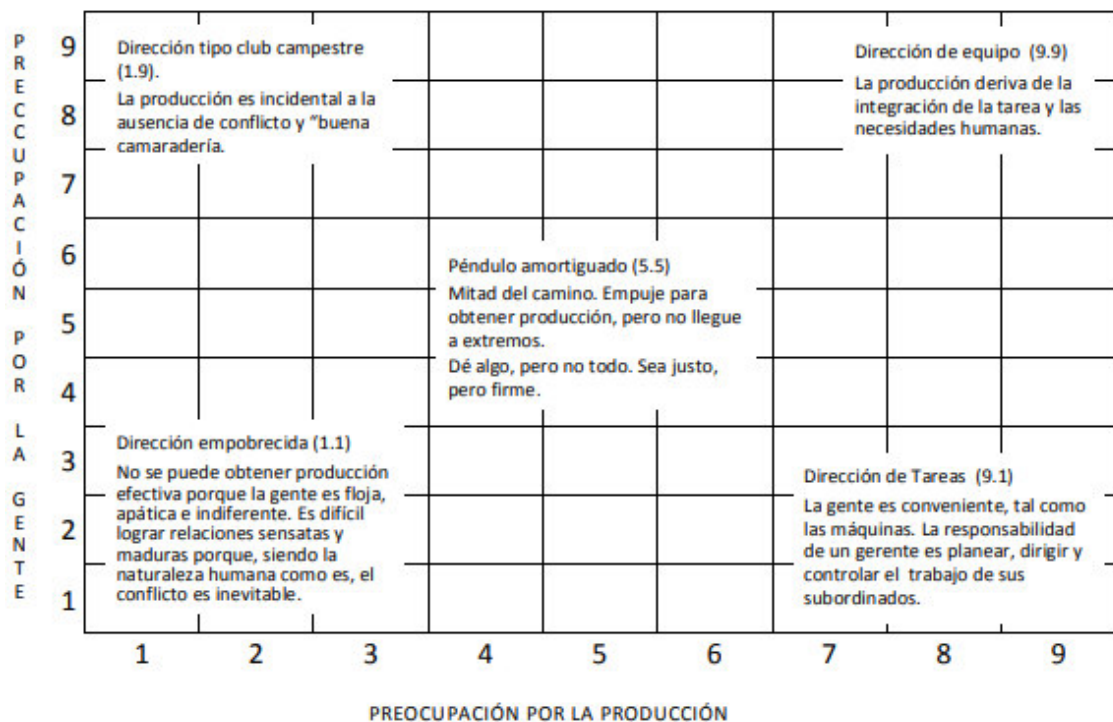 PRECCUPACIÓN POR LA GENTE
9
Dirección tipo club campestre
(1.9).
La producción es incidental a la
ausencia de conflicto y “buena
camaradería.
Dirección de equipo (9.9)
La producción deriva de la
integración de la tarea y las
necesidades humanas.
8
7
6
Péndulo amortiguado (5.5)
Mitad del camino. Empuje para
obtener producción, pero no llegue
a extremos.
Dé algo, pero no todo. Sea justo,
pero firme.
5
4
3
Dirección empobrecida (1.1)
No se puede obtener producción
efectiva porque la gente es floja,
apática e indiferente. Es difícil
lograr relaciones sensatas y
maduras porque, siendo la
naturaleza humana como es, el
conflicto es inevitable.
Dirección de Tareas (9.1)
La gente es conveniente, tal como
las máquinas. La responsabilidad
de un gerente es planear, dirigir y
controlar el trabajo de sus
subordinados.
2
1
1 2 3 4 5 6 7 8 9
PREOCUPACIÓN POR LA PRODUCCIÓN